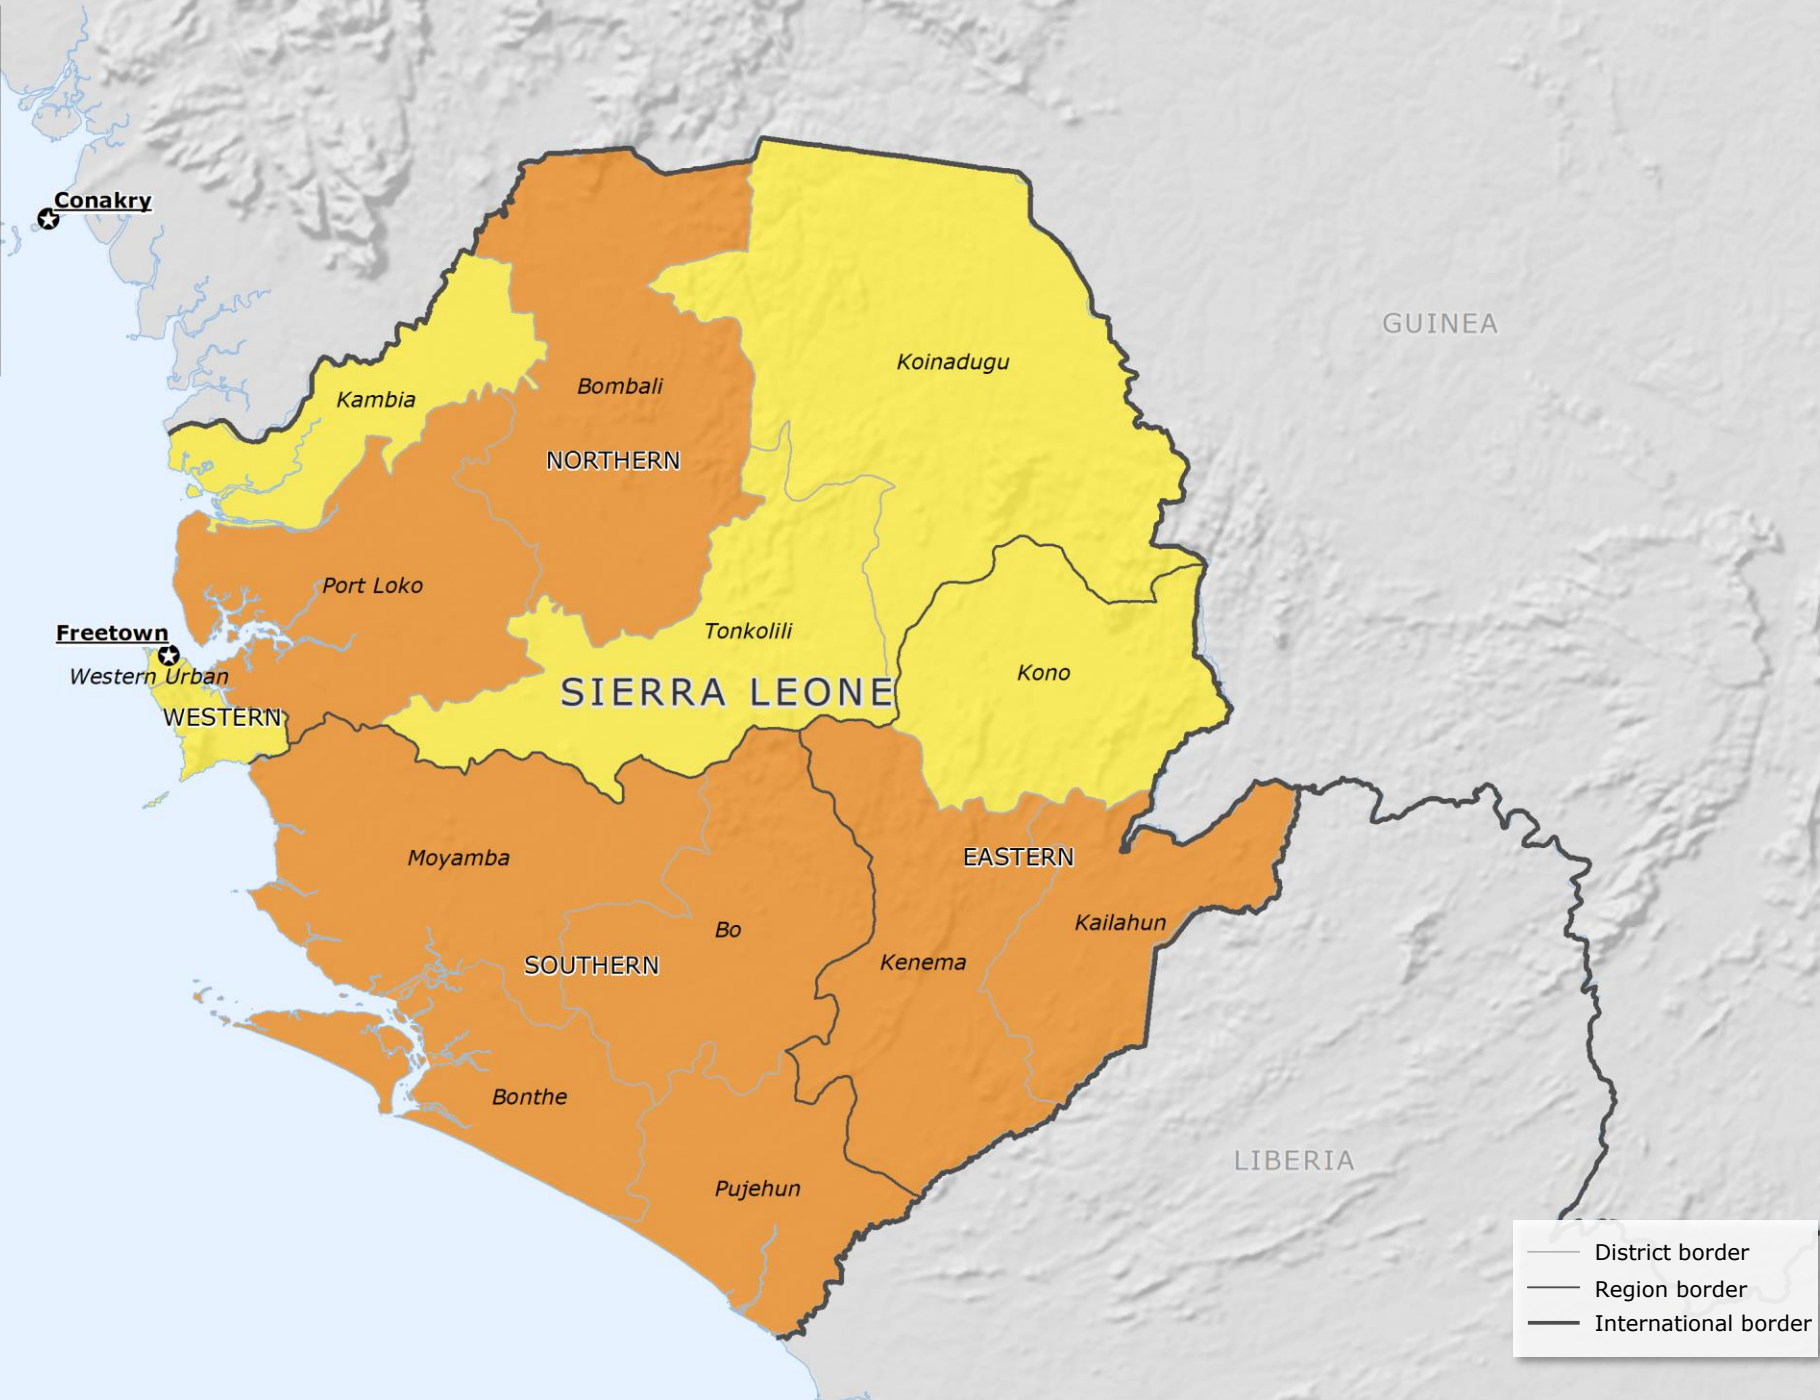 Conakry
GUINEA
Koinadugu
Bombali
Kambia
NORTHERN
Port Loko
Freetown
Tonkolili
Western Urban
Kono
SIERRA LEONE
WESTERN
Moyamba
EASTERN
Kailahun
Bo
Kenema
SOUTHERN
Bonthe
LIBERIA
Pujehun
District border
Region border
International border